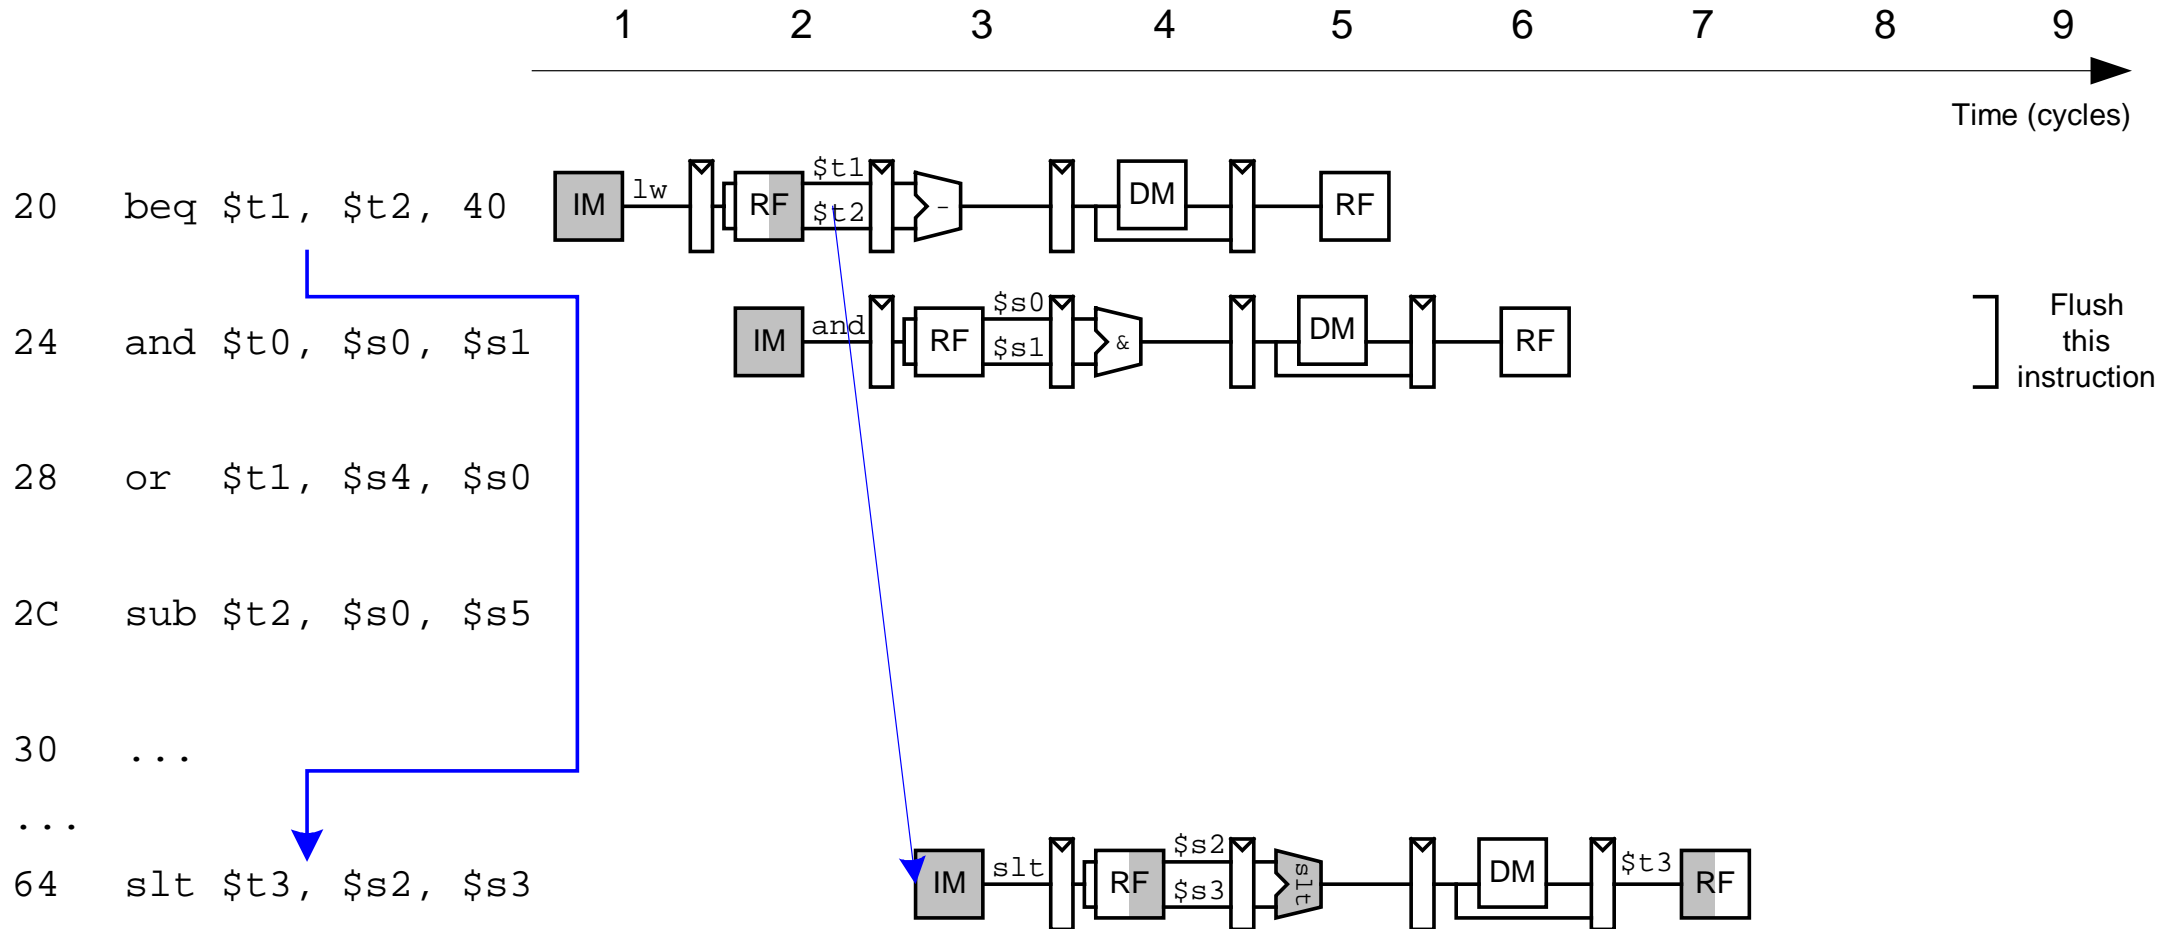 1 2 3 4 5 6 7 8 9
Time (cycles)
20 beq $t1, $t2, 40 IM lw RF $t1 $t2 - DM RF
24 and $t0, $s0, $s1 IM and RF $s0 $s1 & DM RF
Flush
this
instruction
28 or $t1, $s4, $s0
2C sub $t2, $s0, $s5
30 ...
...
64 slt $t3, $s2, $s3 IM slt RF $s2 $s3 slt DM $t3 RF